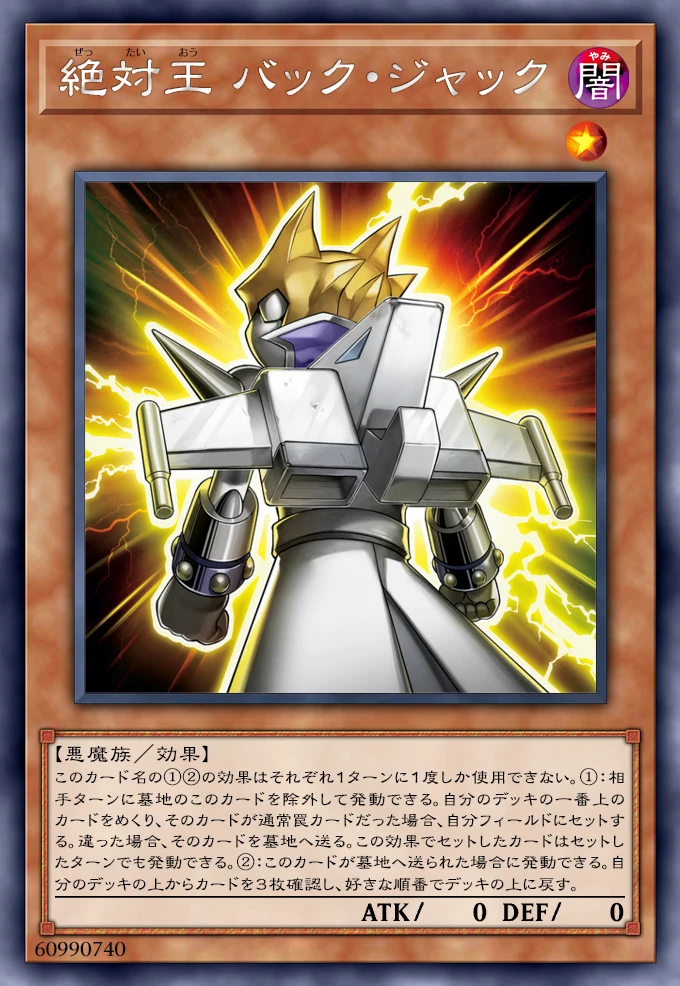 ぜっ たい おう
絶対王 バック・ジャック
やみ
闇
【悪魔族／効果】
このカード名の①②の効果はそれぞれ1ターンに1度しか使用できない。①：相
手ターンに墓地のこのカードを除外して発動できる。自分のデッキの一番上の
カードをめくり、そのカードが通常罠カードだった場合、自分フィールドにセットす
る。違った場合、そのカードを墓地へ送る。この効果でセットしたカードはセットし
たターンでも発動できる。②：このカードが墓地へ送られた場合に発動できる。自
分のデッキの上からカードを3枚確認し、好きな順番でデッキの上に戻す。
ATK/ 0 DEF/ 0
60990740